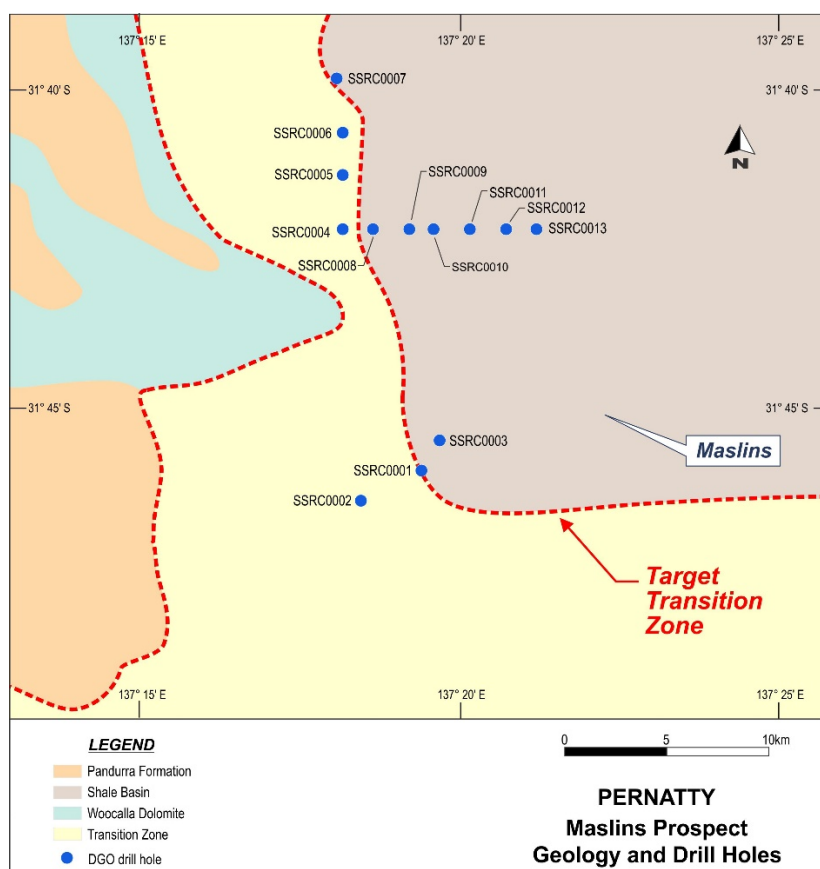 137° 15' E
137° 20' E
137° 25' E
31° 40' S
31° 40' S
SSRC0007
SSRC0006
SSRC0005
SSRC0009
SSRC0011
SSRC0012
SSRC0004
SSRC0013
SSRC0008
SSRC0010
N
31° 45' S
31° 45' S
SSRC0003
Maslins
SSRC0001
SSRC0002
Target
Transition
Zone
137° 15' E
137° 20' E
137° 25' E
LEGEND
Pandurra Formation
Shale Basin
Woocalla Dolomite
Transition Zone
DGO drill hole
0 5 10km
PERNATTY
Maslins Prospect
Geology and Drill Holes